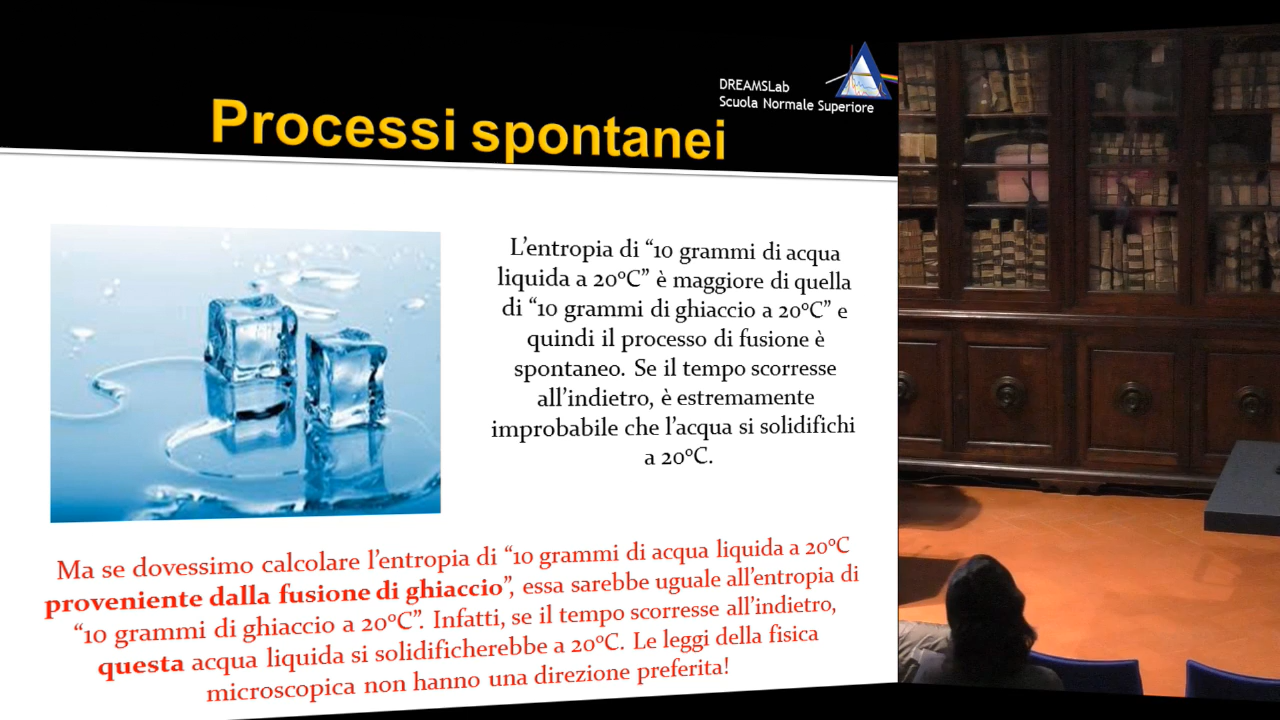 DREAMSLab
Scuola Normale Superiore
Processi spontanei
L’entropia di “10 grammi di acqua
liquida a 20°C” è maggiore di quella
di “10 grammi di ghiaccio a 20°C” e
quindi il processo di fusione è
spontaneo. Se il tempo scorresse
all’indietro, è estremamente
improbabile che l’acqua si solidifichi
a 20°C.
Ma se dovessimo calcolare l’entropia di “10 grammi di acqua liquida a 20°C
proveniente dalla fusione di ghiaccio”, essa sarebbe uguale all’entropia di
“10 grammi di ghiaccio a 20°C”. Infatti, se il tempo scorresse all’indietro,
questa acqua liquida si solidificherebbe a 20°C. Le leggi della fisica
microscopica non hanno una direzione preferita!